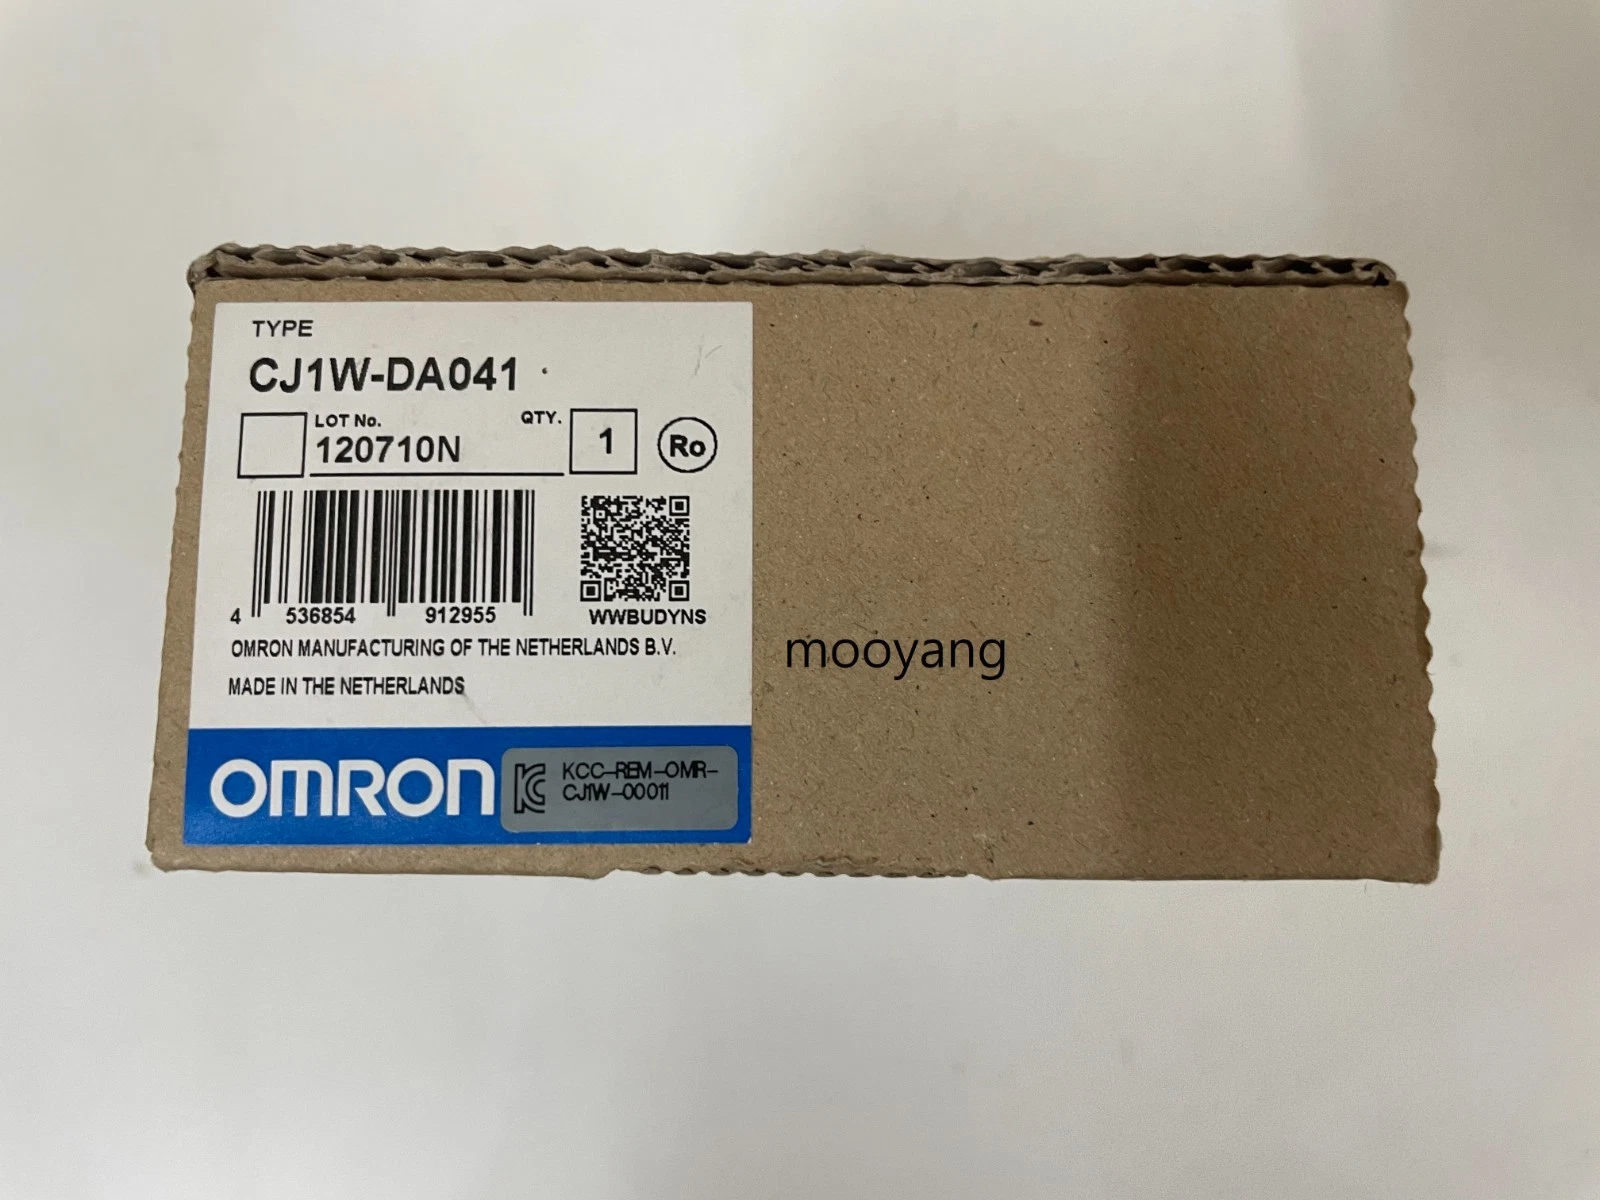 TYPE
CJ1W-DA041
LOT No.
120710N
QTY.
1
Ro
4 536854 912955
WWBUDYNS
OMRON MANUFACTURING OF THE NETHERLANDS B.V.
MADE IN THE NETHERLANDS
OMRON
KCC-REM-OMR-
CJ1W-00011
mooyang